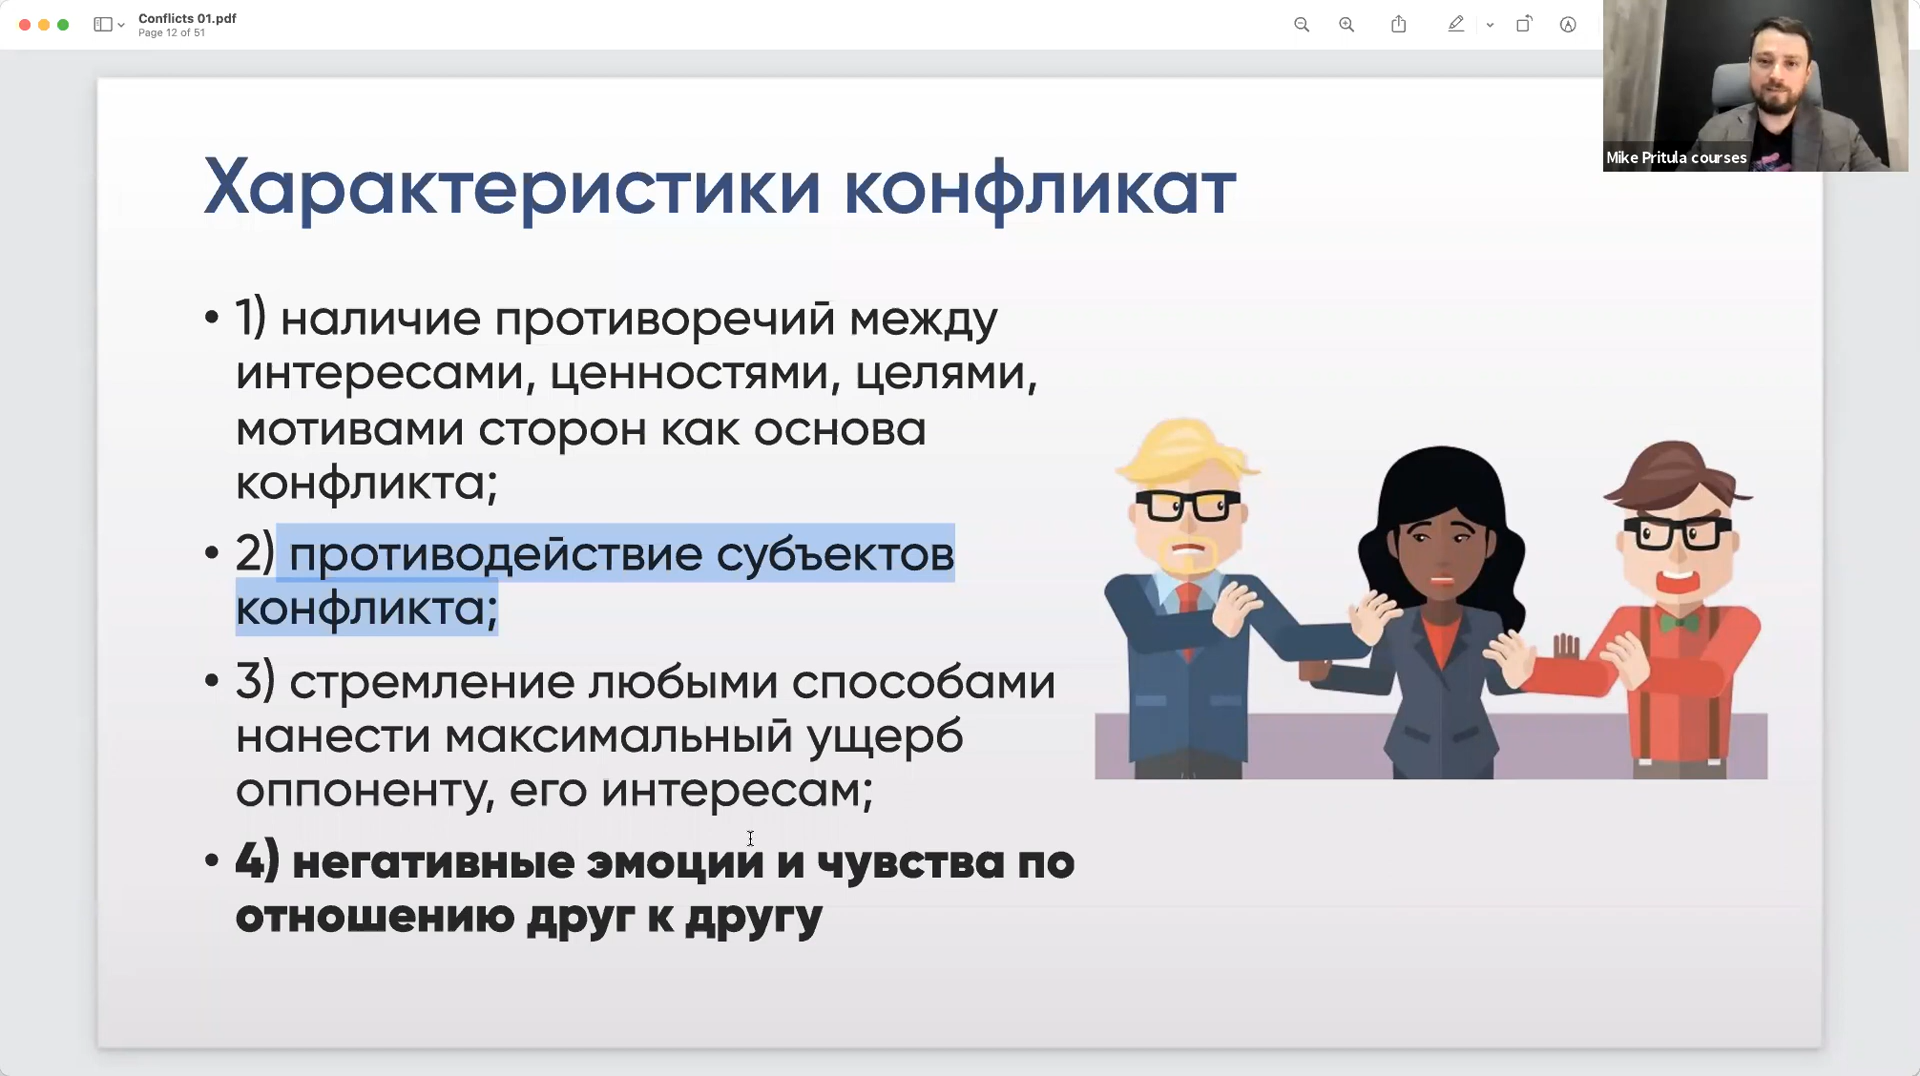 Conflicts 01.pdf
Page 12 of 51
Mike Pritula courses
Характеристики конфликат
• 1) наличие противоречий между
интересами, ценностями, целями,
мотивами сторон как основа
конфликта;
• 2) противодействие субъектов
конфликта;
• 3) стремление любыми способами
нанести максимальный ущерб
оппоненту, его интересам;
• 4) негативные эмоции и чувства по
отношению друг к другу